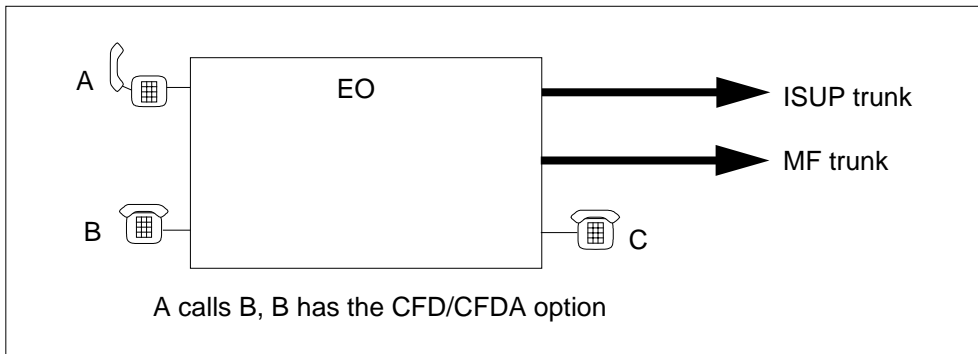 A
EO
ISUP trunk
MF trunk
B
C
A calls B, B has the CFD/CFDA option